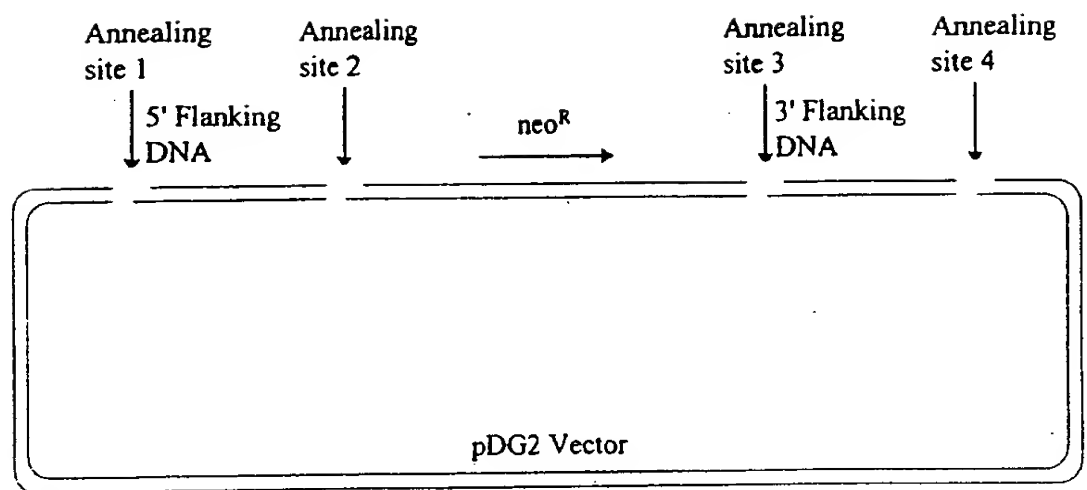 Annealing
site 1
Annealing
site 2
Annealing
site 3
Annealing
site 4
5' Flanking
DNA
neoR
3' Flanking
DNA
pDG2 Vector